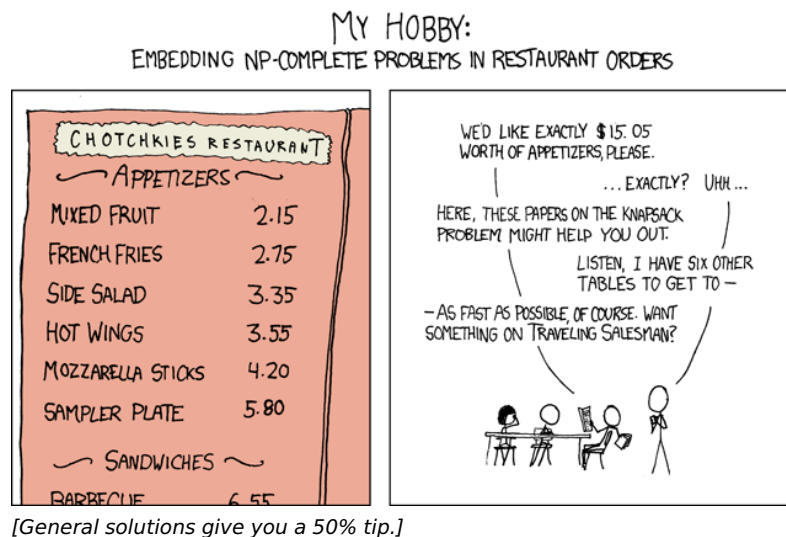 MY HOBBY:
EMBEDDING NP-COMPLETE PROBLEMS IN RESTAURANT ORDERS
CHOTCHKIES RESTAURANT
APPETIZERS
MIXED FRUIT 2.15
FRENCH FRIES 2.75
SIDE SALAD 3.35
HOT WINGS 3.55
MOZZARELLA STICKS 4.20
SAMPLER PLATE 5.80
SANDWICHES
BARBECUE 6.55
WE'D LIKE EXACTLY $15.05
WORTH OF APPETIZERS, PLEASE.
...EXACTLY? UHH...
HERE, THESE PAPERS ON THE KNAPSACK
PROBLEM MIGHT HELP YOU OUT.
LISTEN, I HAVE SIX OTHER
TABLES TO GET TO —
—AS FAST AS POSSIBLE, OF COURSE. WANT
SOMETHING ON TRAVELING SALESMAN?
[General solutions give you a 50% tip.]